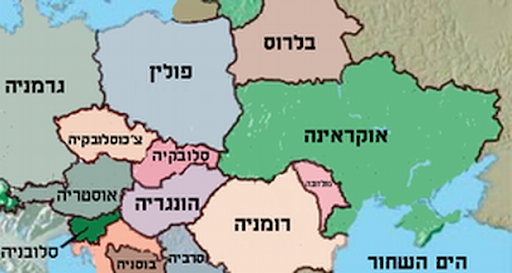 בלרוס
פולין
גרמניה
אוקראינה
צ'כוסלובקיה
סלובקיה
מולדובה
אוסטריה
הונגריה
רומניה
סלובניה
בוסניה
סרביה
הים השחור